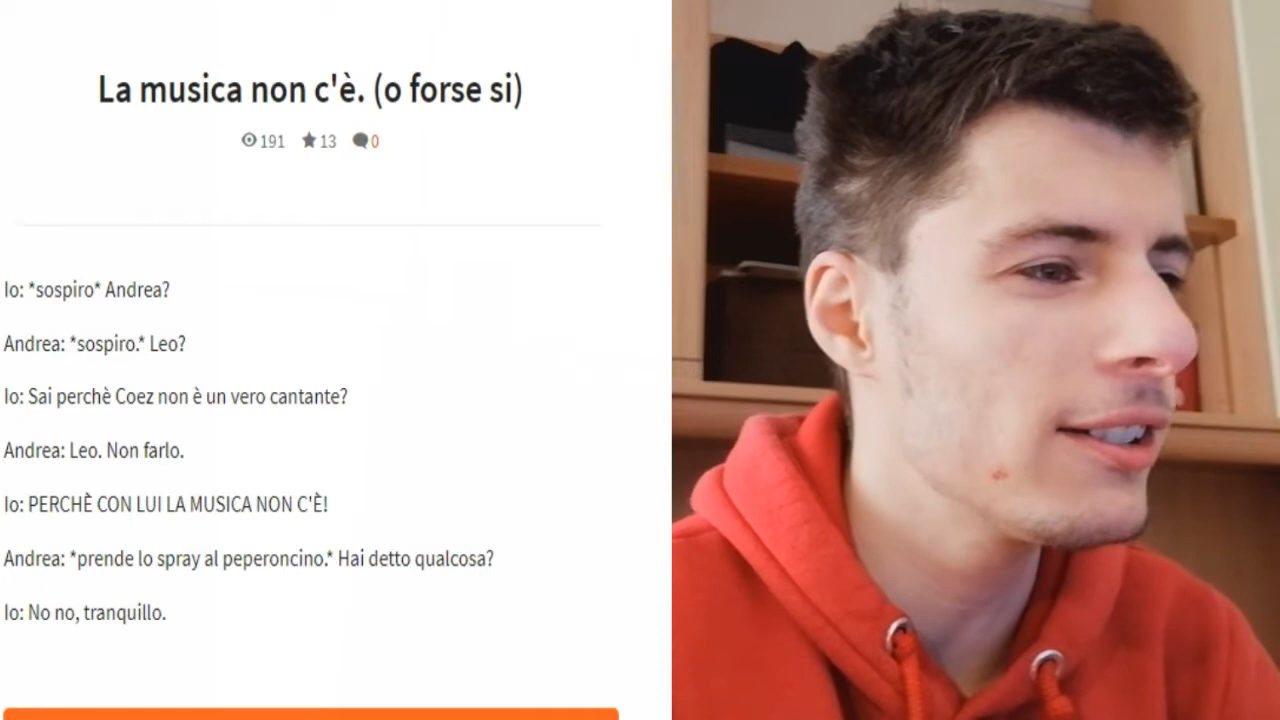 La musica non c'è. (o forse si)
191 13 0
Io: *sospiro* Andrea?
Andrea: *sospiro.* Leo?
Io: Sai perchè Coez non è un vero cantante?
Andrea: Leo. Non farlo.
Io: PERCHÈ CON LUI LA MUSICA NON C'È!
Andrea: *prende lo spray al peperoncino.* Hai detto qualcosa?
Io: No no, tranquillo.